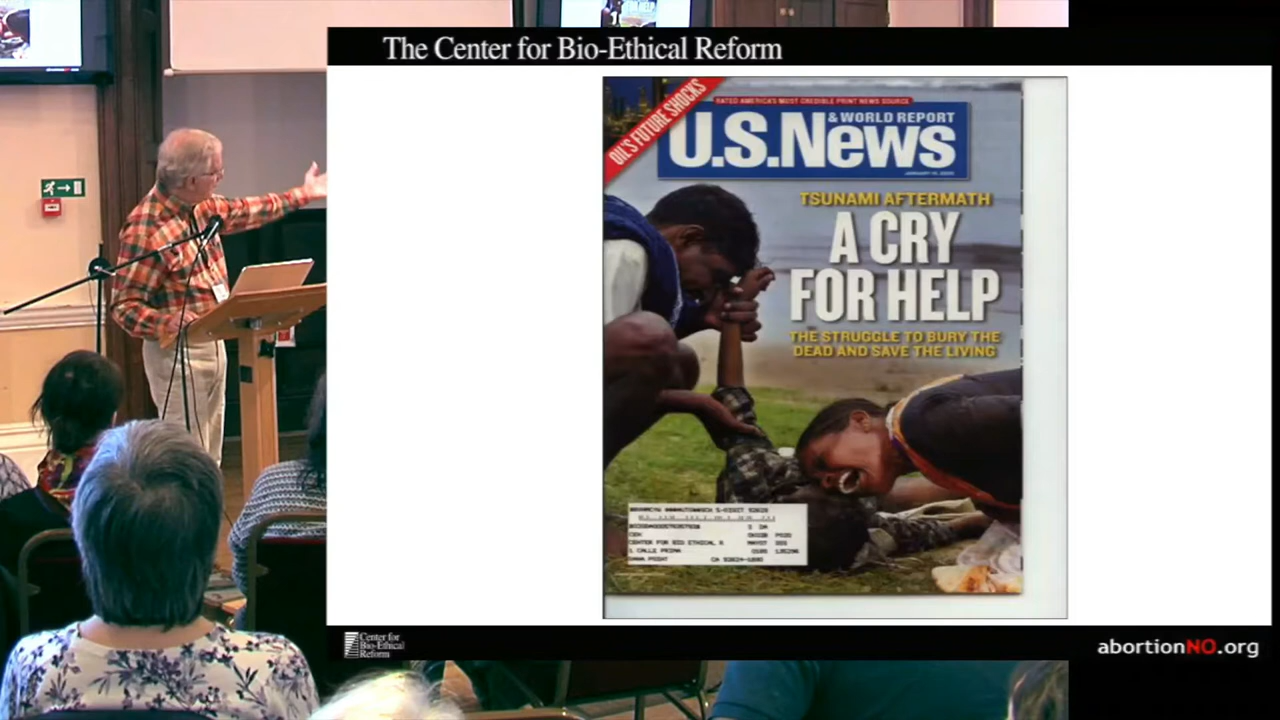 The Center for Bio-Ethical Reform
OIL'S FUTURE SHOCKS
RATED AMERICA'S MOST CREDIBLE PRINT NEWS SOURCE
U.S.News
& WORLD REPORT
TSUNAMI AFTERMATH
A CRY
FOR HELP
THE STRUGGLE TO BURY THE
DEAD AND SAVE THE LIVING
CENTER FOR BIO ETHICAL R
DANA POINT
Center for
Bio-Ethical
Reform
abortionNO.org